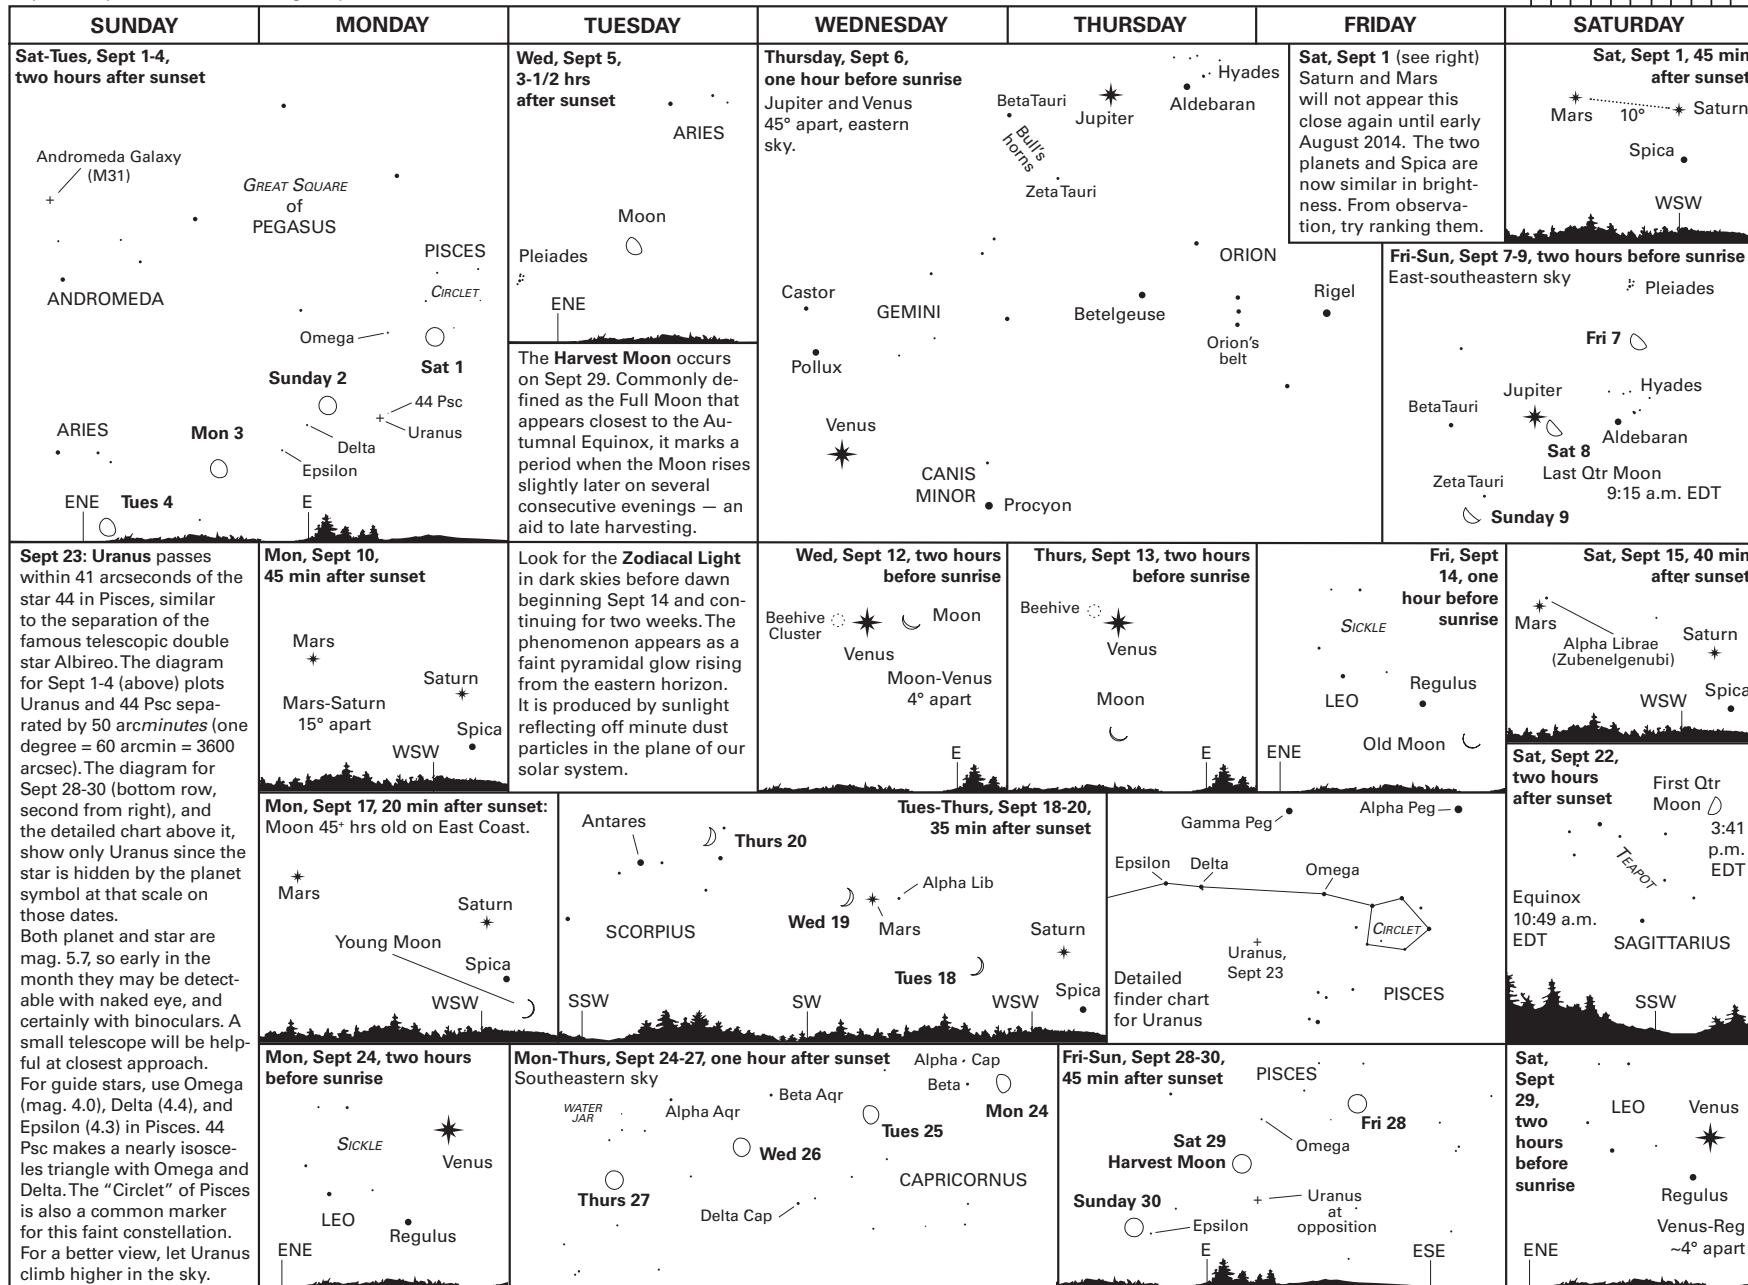 SUNDAY
MONDAY
TUESDAY
WEDNESDAY
THURSDAY
FRIDAY
SATURDAY
Sat-Tues, Sept 1-4,
two hours after sunset
Andromeda Galaxy
(M31)
GREAT SQUARE
of
PEGASUS
PISCES
CIRCLET
ANDROMEDA
Omega
Sat 1
Sunday 2
44 Psc
Uranus
ARIES
Mon 3
Delta
Epsilon
ENE
Tues 4
E
Wed, Sept 5,
3-1/2 hrs
after sunset
ARIES
Moon
Pleiades
ENE
The Harvest Moon occurs
on Sept 29. Commonly de-
fined as the Full Moon that
appears closest to the Au-
tumnal Equinox, it marks a
period when the Moon rises
slightly later on several
consecutive evenings — an
aid to late harvesting.
Thursday, Sept 6,
one hour before sunrise
Jupiter and Venus
45° apart, eastern
sky.
Hyades
Beta Tauri
Jupiter
Aldebaran
Bull's
horns
Zeta Tauri
ORION
Castor
GEMINI
Betelgeuse
Rigel
Orion's
belt
Pollux
Venus
CANIS
MINOR
Procyon
Sat, Sept 1 (see right)
Saturn and Mars
will not appear this
close again until early
August 2014. The two
planets and Spica are
now similar in bright-
ness. From observa-
tion, try ranking them.
Sat, Sept 1, 45 min
after sunset
Mars
10°
Saturn
Spica
WSW
Fri-Sun, Sept 7-9, two hours before sunrise
East-southeastern sky
Pleiades
Fri 7
Jupiter
Hyades
Beta Tauri
Aldebaran
Sat 8
Last Qtr Moon
9:15 a.m. EDT
Zeta Tauri
Sunday 9
Sept 23: Uranus passes
within 41 arcseconds of the
star 44 in Pisces, similar
to the separation of the
famous telescopic double
star Albireo. The diagram
for Sept 1-4 (above) plots
Uranus and 44 Psc sepa-
rated by 50 arcminutes (one
degree = 60 arcmin = 3600
arcsec). The diagram for
Sept 28-30 (bottom row,
second from right), and
the detailed chart above it,
show only Uranus since the
star is hidden by the planet
symbol at that scale on
those dates.
Both planet and star are
mag. 5.7, so early in the
month they may be detect-
able with naked eye, and
certainly with binoculars. A
small telescope will be help-
ful at closest approach.
For guide stars, use Omega
(mag. 4.0), Delta (4.4), and
Epsilon (4.3) in Pisces. 44
Psc makes a nearly isosce-
les triangle with Omega and
Delta. The “Circlet” of Pisces
is also a common marker
for this faint constellation.
For a better view, let Uranus
climb higher in the sky.
Mon, Sept 10,
45 min after sunset
Mars
Saturn
Mars-Saturn
15° apart
Spica
WSW
Look for the Zodiacal Light
in dark skies before dawn
beginning Sept 14 and con-
tinuing for two weeks. The
phenomenon appears as a
faint pyramidal glow rising
from the eastern horizon.
It is produced by sunlight
reflecting off minute dust
particles in the plane of our
solar system.
Wed, Sept 12, two hours
before sunrise
Beehive
Cluster
Moon
Venus
Moon-Venus
4° apart
E
Thurs, Sept 13, two hours
before sunrise
Beehive
Venus
Moon
E
Fri, Sept
14, one
hour before
sunrise
SICKLE
LEO
Regulus
Old Moon
ENE
Sat, Sept 15, 40 min
after sunset
Mars
Alpha Librae
(Zubenelgenubi)
Saturn
Spica
WSW
Mon, Sept 17, 20 min after sunset:
Moon 45+ hrs old on East Coast.
Mars
Saturn
Young Moon
Spica
WSW
Tues-Thurs, Sept 18-20,
35 min after sunset
Antares
Thurs 20
Alpha Lib
Wed 19
Mars
SCORPIUS
Saturn
Tues 18
Spica
SSW
SW
WSW
Gamma Peg
Alpha Peg
Epsilon
Delta
Omega
CIRCLET
Uranus,
Sept 23
Detailed
finder chart
for Uranus
PISCES
Sat, Sept 22,
two hours
after sunset
First Qtr
Moon
3:41
p.m.
EDT
TEAPOT
Equinox
10:49 a.m.
EDT
SAGITTARIUS
SSW
Mon, Sept 24, two hours
before sunrise
SICKLE
Venus
LEO
Regulus
ENE
Mon-Thurs, Sept 24-27, one hour after sunset
Southeastern sky
Alpha Cap
Beta
WATER
JAR
Alpha Aqr
Beta Aqr
Mon 24
Tues 25
Wed 26
Thurs 27
CAPRICORNUS
Delta Cap
Fri-Sun, Sept 28-30,
45 min after sunset
PISCES
Fri 28
Sat 29
Harvest Moon
Omega
Sunday 30
Uranus
at
opposition
Epsilon
E
ESE
Sat,
Sept
29,
two
hours
before
sunrise
LEO
Venus
Regulus
Venus-Reg
~4° apart
ENE